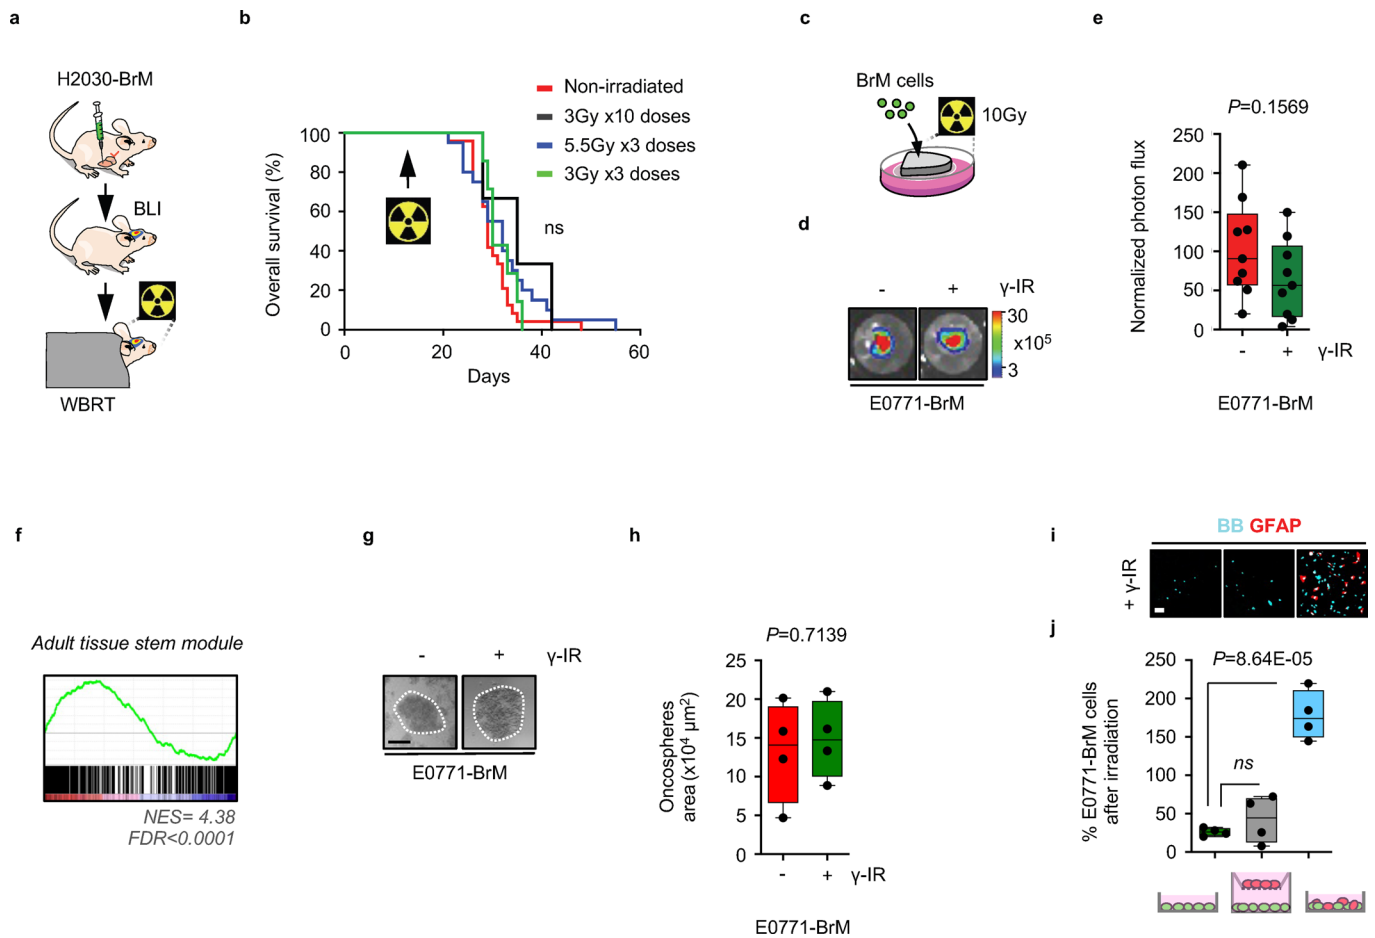 a
H2030-BrM
BLI
WBRT
b
Non-irradiated
3Gy x10 doses
5.5Gy x3 doses
3Gy x3 doses
Overall survival (%)
100
80
60
40
20
0
ns
0
20
40
60
Days
c
BrM cells
10Gy
d
-
+
γ-IR
30
x10⁵
3
E0771-BrM
e
P=0.1569
Normalized photon flux
250
200
150
100
50
0
-
+
γ-IR
E0771-BrM
f
Adult tissue stem module
NES= 4.38
FDR<0.0001
g
-
+
γ-IR
E0771-BrM
h
P=0.7139
Oncospheres
area (x10⁴ µm²)
25
20
15
10
5
0
-
+
γ-IR
E0771-BrM
i
BB GFAP
+ γ-IR
j
P=8.64E-05
% E0771-BrM cells
after irradiation
250
200
150
100
50
0
ns